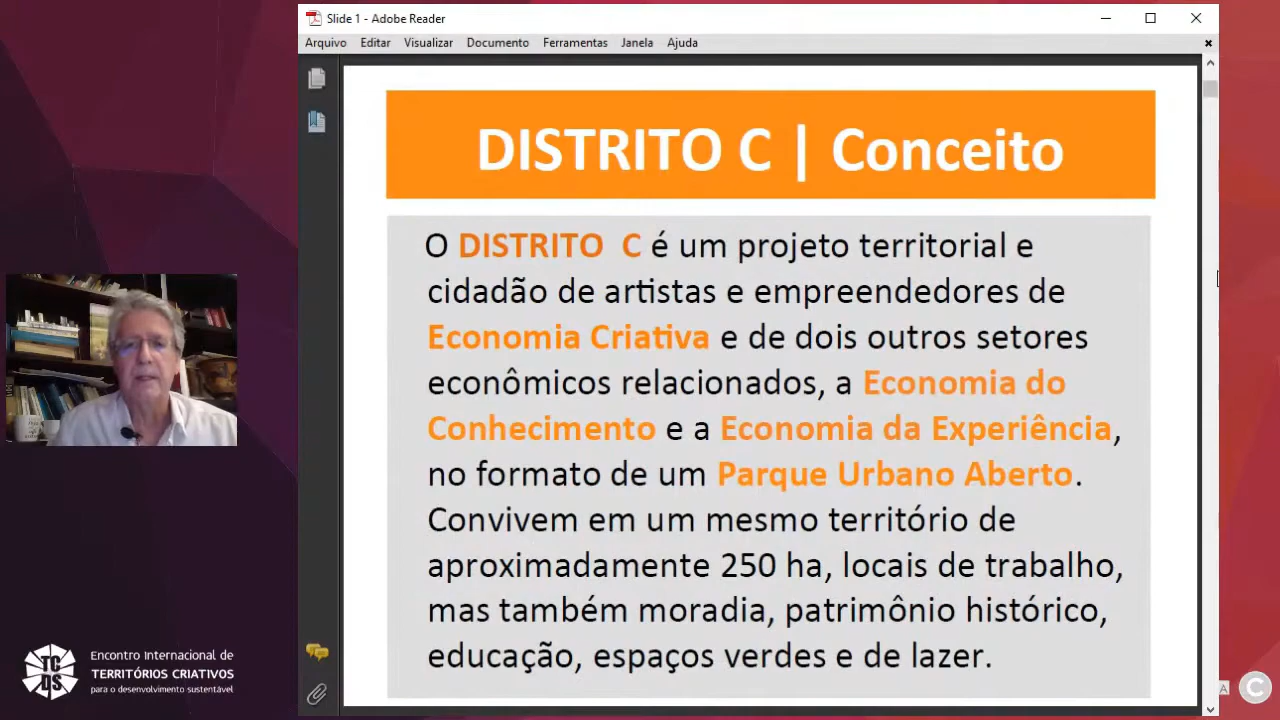 Slide 1 - Adobe Reader
Arquivo Editar Visualizar Documento Ferramentas Janela Ajuda
DISTRITO C | Conceito
O DISTRITO C é um projeto territorial e
cidadão de artistas e empreendedores de
Economia Criativa e de dois outros setores
econômicos relacionados, a Economia do
Conhecimento e a Economia da Experiência,
no formato de um Parque Urbano Aberto.
Convivem em um mesmo território de
aproximadamente 250 ha, locais de trabalho,
mas também moradia, patrimônio histórico,
educação, espaços verdes e de lazer.
TC
DS
Encontro Internacional de
TERRITÓRIOS CRIATIVOS
para o desenvolvimento sustentável
A
C